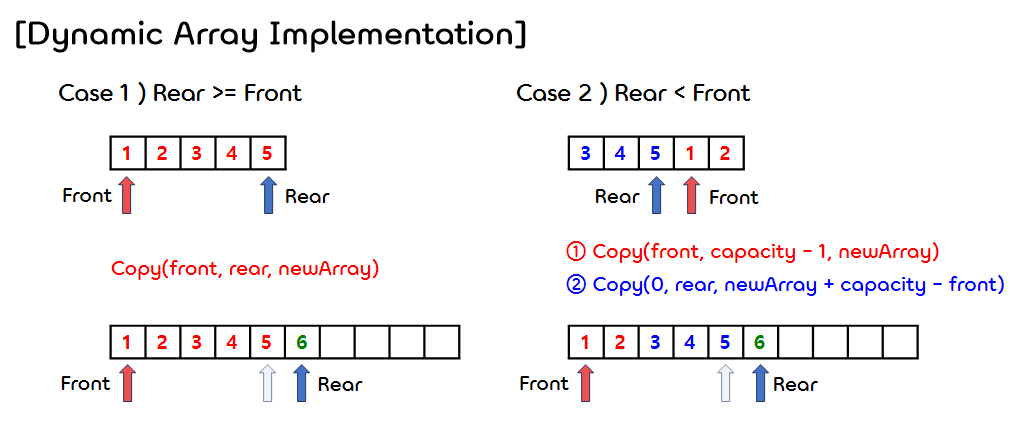 [Dynamic Array Implementation]
Case 1 ) Rear >= Front
1 2 3 4 5
Front
Rear
Copy(front, rear, newArray)
1 2 3 4 5 6
Front
Rear
Case 2 ) Rear < Front
3 4 5 1 2
Rear
Front
① Copy(front, capacity - 1, newArray)
② Copy(0, rear, newArray + capacity - front)
1 2 3 4 5 6
Front
Rear